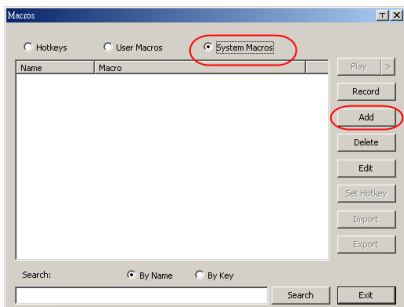 Macros
T X
Hotkeys User Macros System Macros
Name Macro
Play >
Record
Add
Delete
Edit
Set Hotkey
Import
Export
Search: By Name By Key
Search Exit